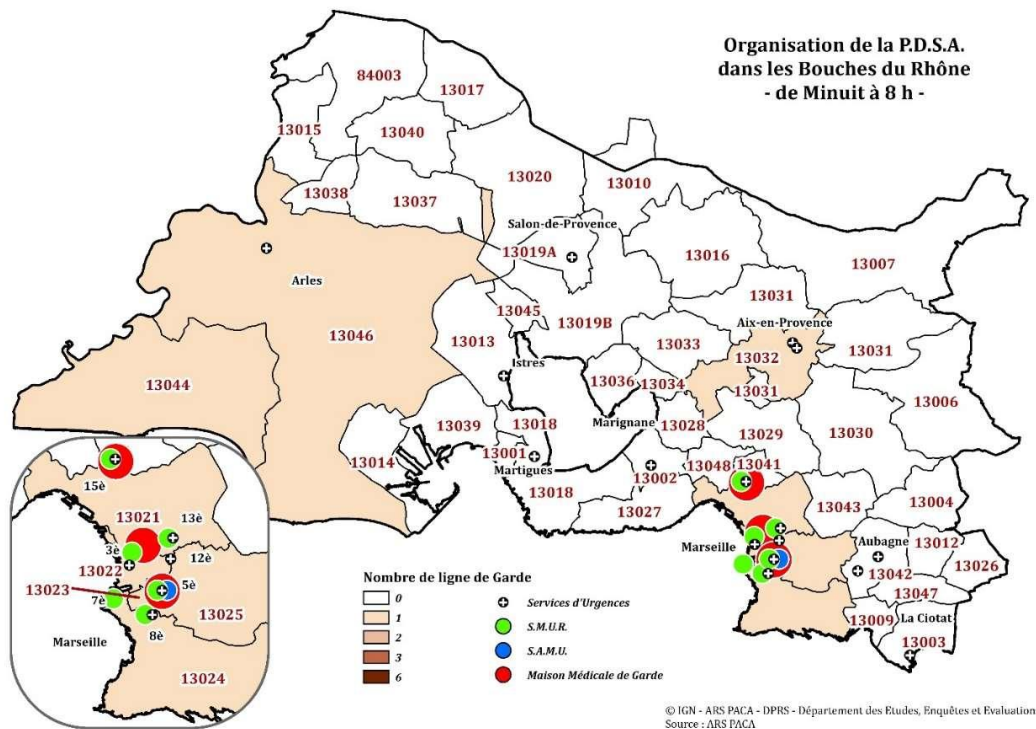 Organisation de la P.D.S.A.
dans les Bouches du Rhône
- de Minuit à 8 h -
84003
13017
13015
13040
13038
13037
13020
13010
Salon-de-Provence
13019A
13016
13007
Arles
13031
13045
13019B
Aix-en-Provence
13046
13013
13033
13032
13031
Istres
13044
13036
13034
13031
13006
13039
13018
Marignane
13028
13029
13030
13014
13001
Martigues
13048
13041
13002
13018
13027
13043
13004
Marseille
Aubagne
13012
13042
13026
13047
13009
La Ciotat
13003
15è
13021
13è
3è
12è
13022
5è
13023
7è
13025
8è
Marseille
13024
Nombre de ligne de Garde
0
1
2
3
6
Services d'Urgences
S.M.U.R.
S.A.M.U.
Maison Médicale de Garde
© IGN - ARS PACA - DPRS - Département des Etudes, Enquêtes et Evaluation
Source : ARS PACA